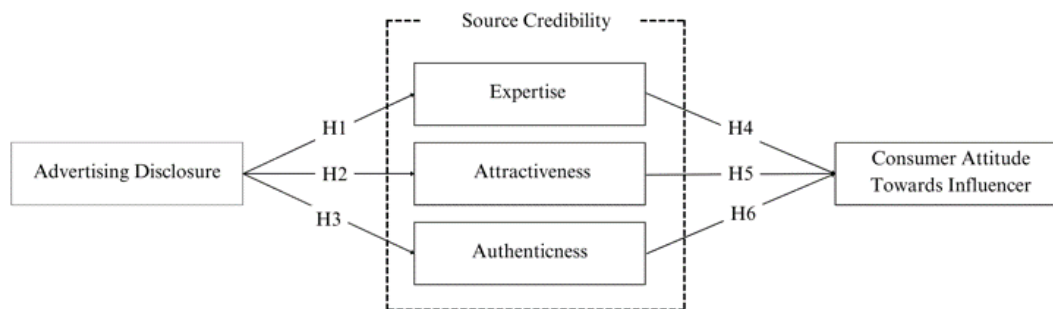 Source Credibility
Expertise
H1
H4
Advertising Disclosure
H2
Attractiveness
H5
Consumer Attitude
Towards Influencer
H3
H6
Authenticness